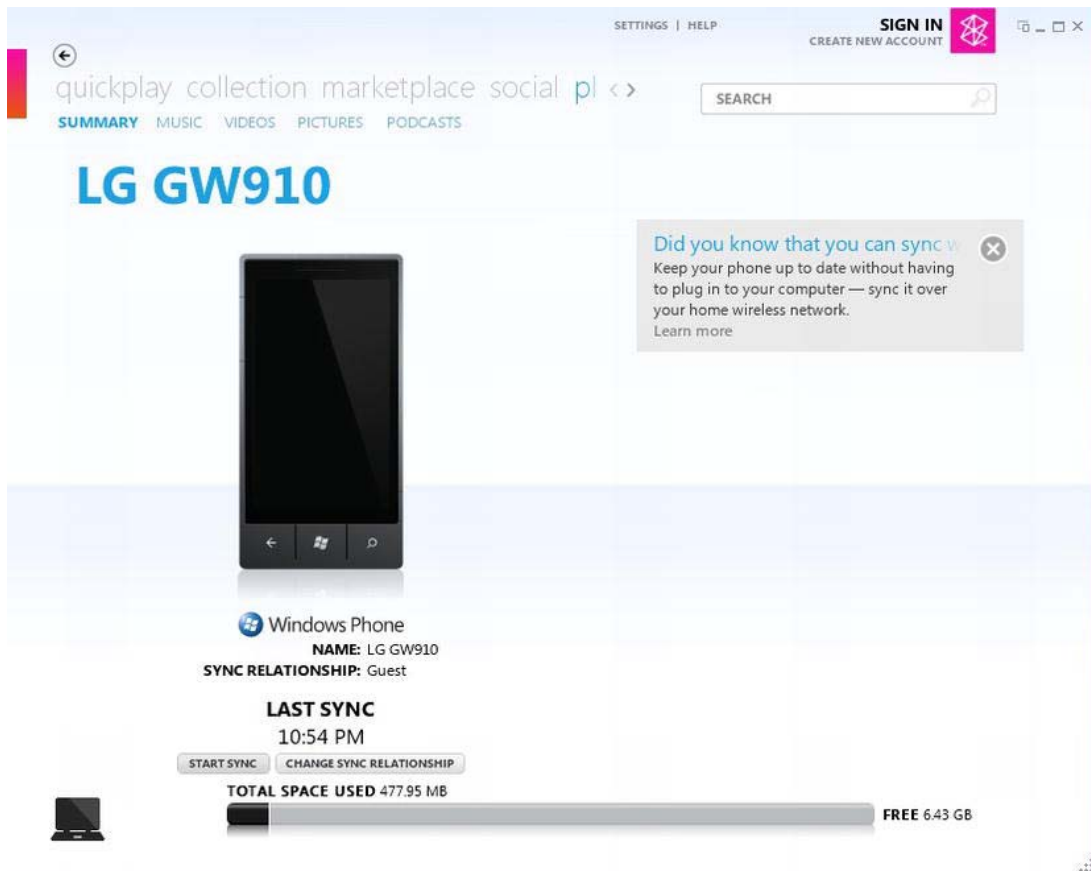 SETTINGS | HELP
SIGN IN
CREATE NEW ACCOUNT
quickplay collection marketplace social pl
SEARCH
SUMMARY MUSIC VIDEOS PICTURES PODCASTS
LG GW910
Did you know that you can sync w
Keep your phone up to date without having
to plug in to your computer — sync it over
your home wireless network.
Learn more
Windows Phone
NAME: LG GW910
SYNC RELATIONSHIP: Guest
LAST SYNC
10:54 PM
START SYNC CHANGE SYNC RELATIONSHIP
TOTAL SPACE USED 477.95 MB
FREE 6.43 GB